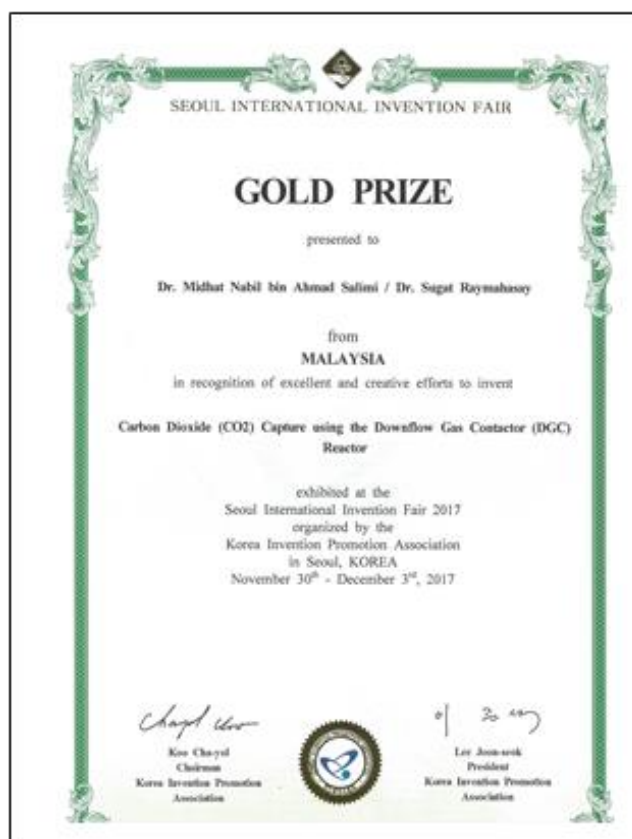 SEOUL INTERNATIONAL INVENTION FAIR
GOLD PRIZE
presented to
Dr. Midhat Nabil bin Ahmad Salimi / Dr. Sugat Raymahasay
from
MALAYSIA
in recognition of excellent and creative efforts to invent
Carbon Dioxide (CO2) Capture using the Downflow Gas Contactor (DGC)
Reactor
exhibited at the
Seoul International Invention Fair 2017
organized by the
Korea Invention Promotion Association
in Seoul, KOREA
November 30th - December 3rd, 2017
Koo Cha-yol
Chairman
Korea Invention Promotion
Association
Lee Joon-seok
President
Korea Invention Promotion
Association